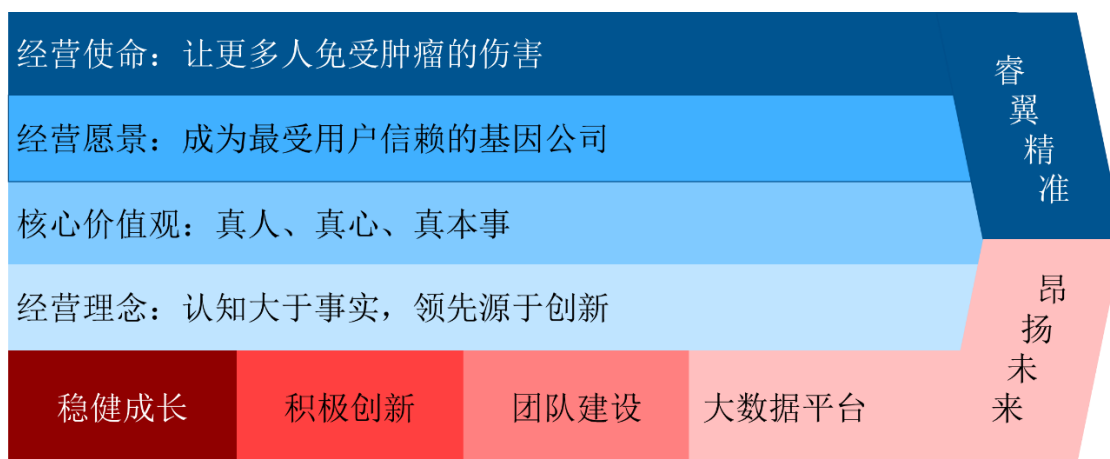 经营使命：让更多人免受肿瘤的伤害
经营愿景：成为最受用户信赖的基因公司
核心价值观：真人、真心、真本事
经营理念：认知大于事实，领先源于创新
稳健成长
积极创新
团队建设
大数据平台
睿翼精准
昂扬未来